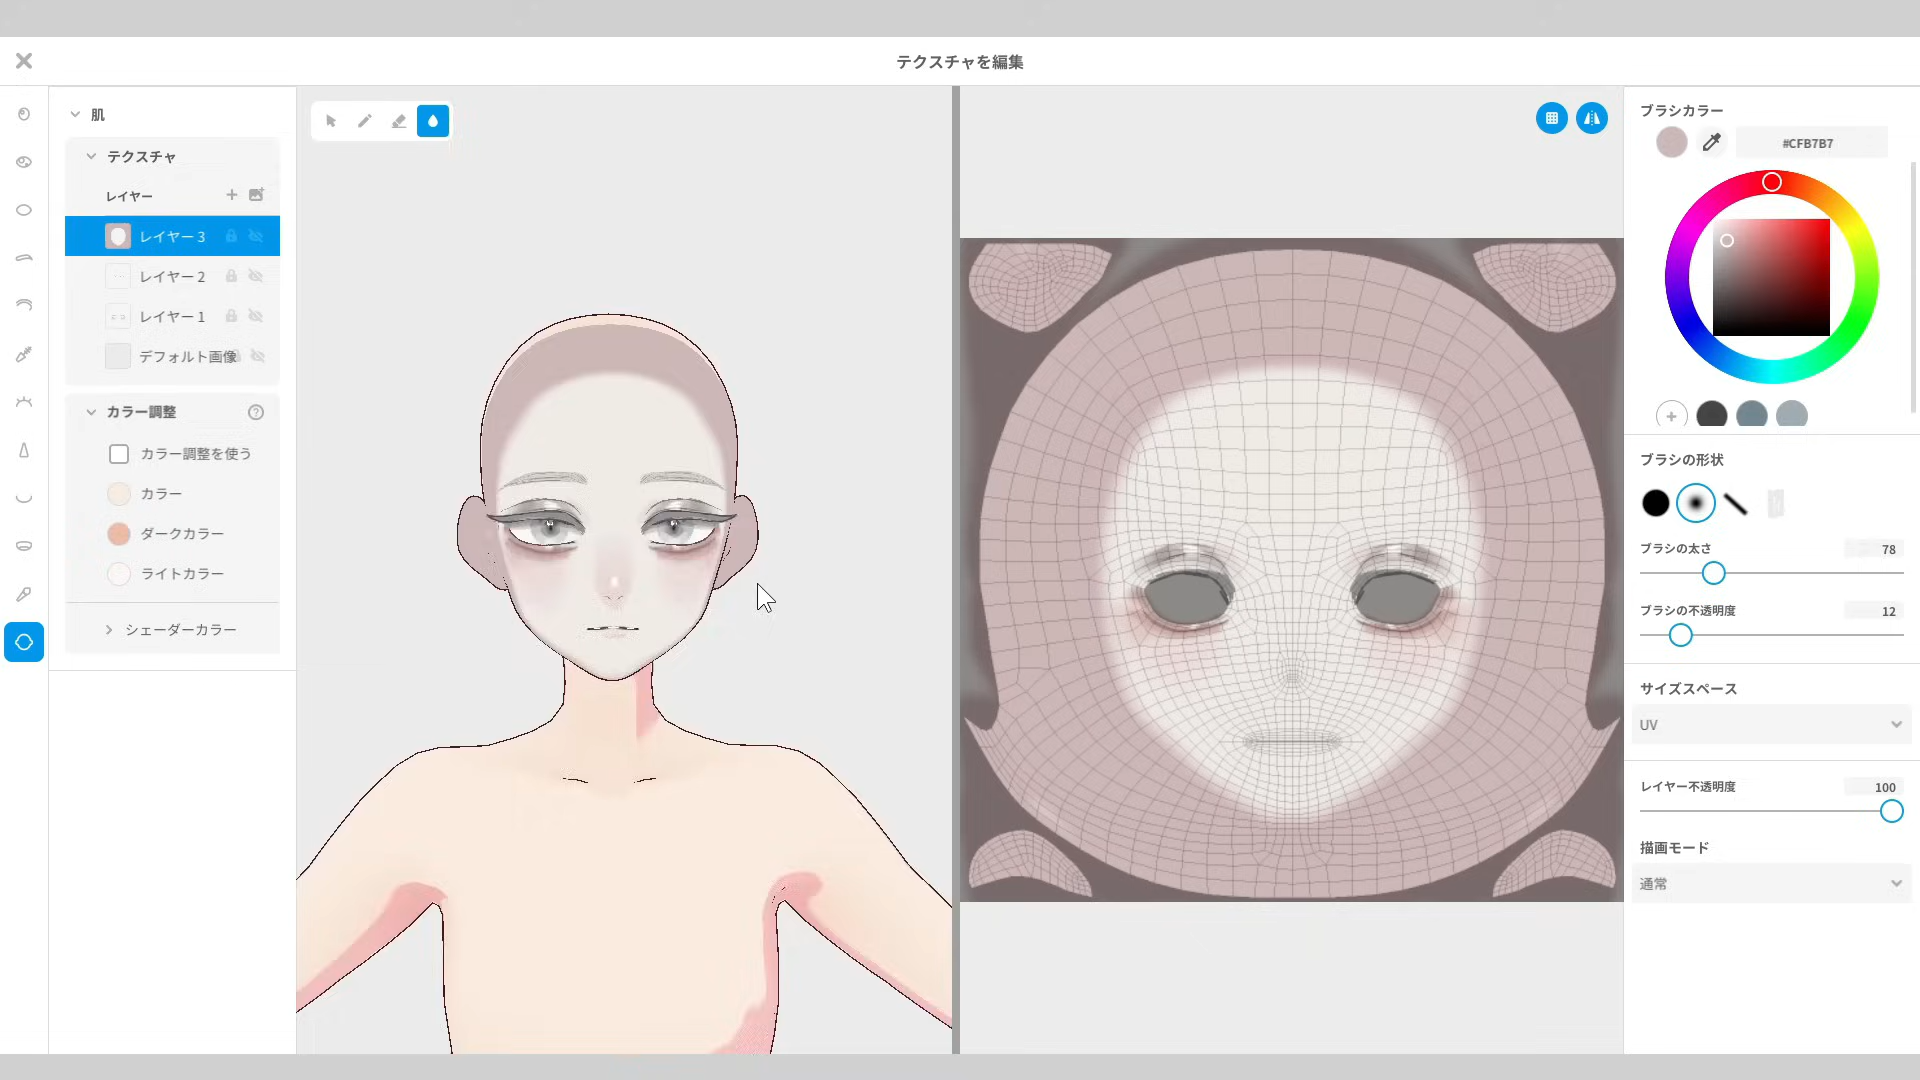 テクスチャを編集
肌
テクスチャ
レイヤー
レイヤー 3
レイヤー 2
レイヤー 1
デフォルト画像
カラー調整
?
カラー調整を使う
カラー
ダークカラー
ライトカラー
シェーダーカラー
ブラシカラー
#CFB7B7
ブラシの形状
ブラシの太さ
78
ブラシの不透明度
12
サイズスペース
UV
レイヤー不透明度
100
描画モード
通常